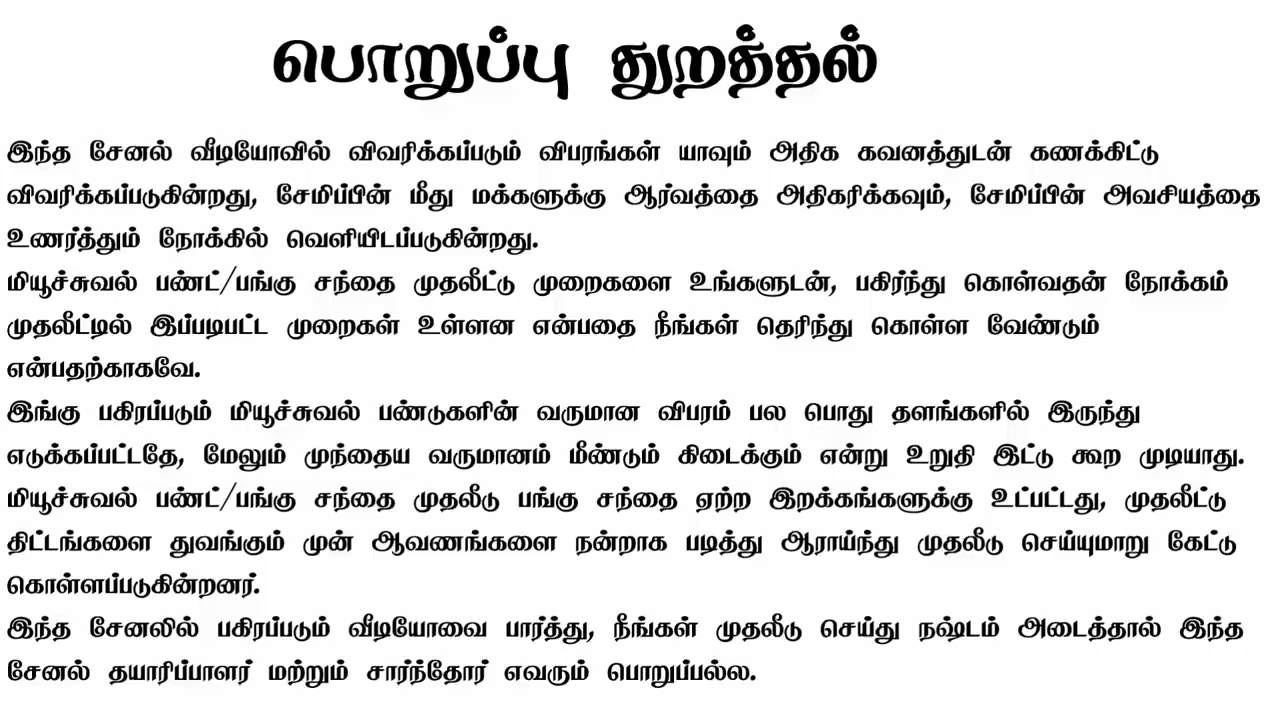 பொறுப்பு துறத்தல்
இந்த சேனல் வீடியோவில் விவரிக்கப்படும் விபரங்கள் யாவும் அதிக கவனத்துடன் கணக்கிட்டு
விவரிக்கப்படுகின்றது, சேமிப்பின் மீது மக்களுக்கு ஆர்வத்தை அதிகரிக்கவும், சேமிப்பின் அவசியத்தை
உணர்த்தும் நோக்கில் வெளியிடப்படுகின்றது.
மியூச்சுவல் பண்ட்/பங்கு சந்தை முதலீட்டு முறைகளை உங்களுடன், பகிர்ந்து கொள்வதன் நோக்கம்
முதலீட்டில் இப்படிபட்ட முறைகள் உள்ளன என்பதை நீங்கள் தெரிந்து கொள்ள வேண்டும்
என்பதற்காகவே.
இங்கு பகிரப்படும் மியூச்சுவல் பண்டுகளின் வருமான விபரம் பல பொது தளங்களில் இருந்து
எடுக்கப்பட்டதே, மேலும் முந்தைய வருமானம் மீண்டும் கிடைக்கும் என்று உறுதி இட்டு கூற முடியாது.
மியூச்சுவல் பண்ட்/பங்கு சந்தை முதலீடு பங்கு சந்தை ஏற்ற இறக்கங்களுக்கு உட்பட்டது, முதலீட்டு
திட்டங்களை துவங்கும் முன் ஆவணங்களை நன்றாக படித்து ஆராய்ந்து முதலீடு செய்யுமாறு கேட்டு
கொள்ளப்படுகின்றனர்.
இந்த சேனலில் பகிரப்படும் வீடியோவை பார்த்து, நீங்கள் முதலீடு செய்து நஷ்டம் அடைத்தால் இந்த
சேனல் தயாரிப்பாளர் மற்றும் சார்ந்தோர் எவரும் பொறுப்பல்ல.